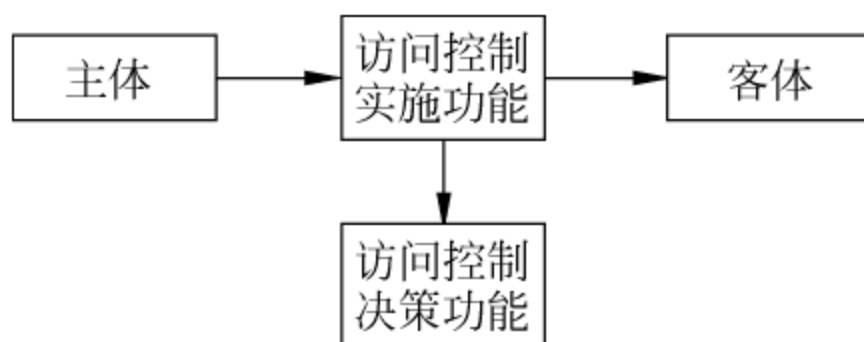 主体
访问控制
实施功能
客体
访问控制
决策功能